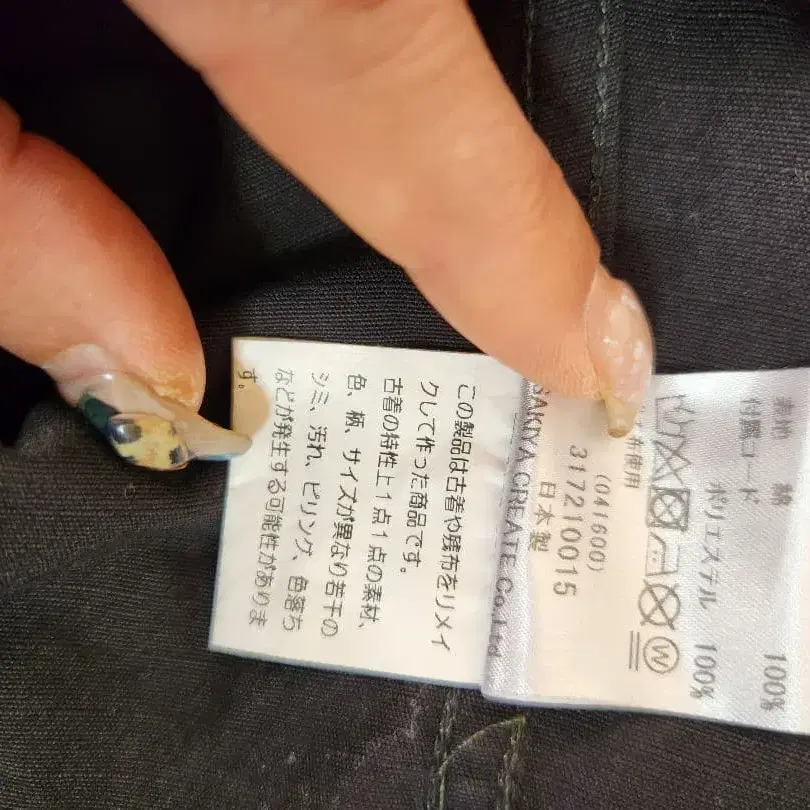 表地 綿 100%
付属コード
ポリエステル 100%
使用
(041600)
317210015
日本製
SAKIYA CREATE Co.,Ltd
この製品は古着や残布をリメイ
クして作った商品です。
古着の特性上1点1点の素材、
色、柄、サイズが異なり若干の
シミ、汚れ、ピリング、色落ち
などが発生する可能性がありま
す。